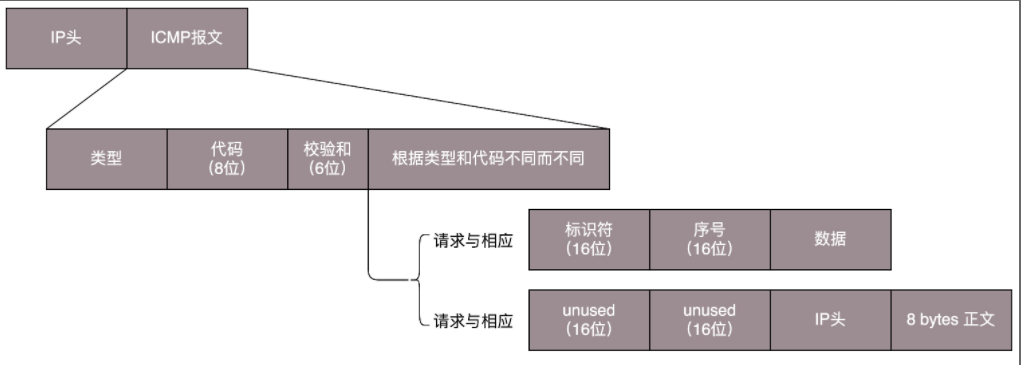 IP头
ICMP报文
类型
代码
（8位）
校验和
（6位）
根据类型和代码不同而不同
请求与相应
标识符
（16位）
序号
（16位）
数据
请求与相应
unused
（16位）
unused
（16位）
IP头
8 bytes 正文